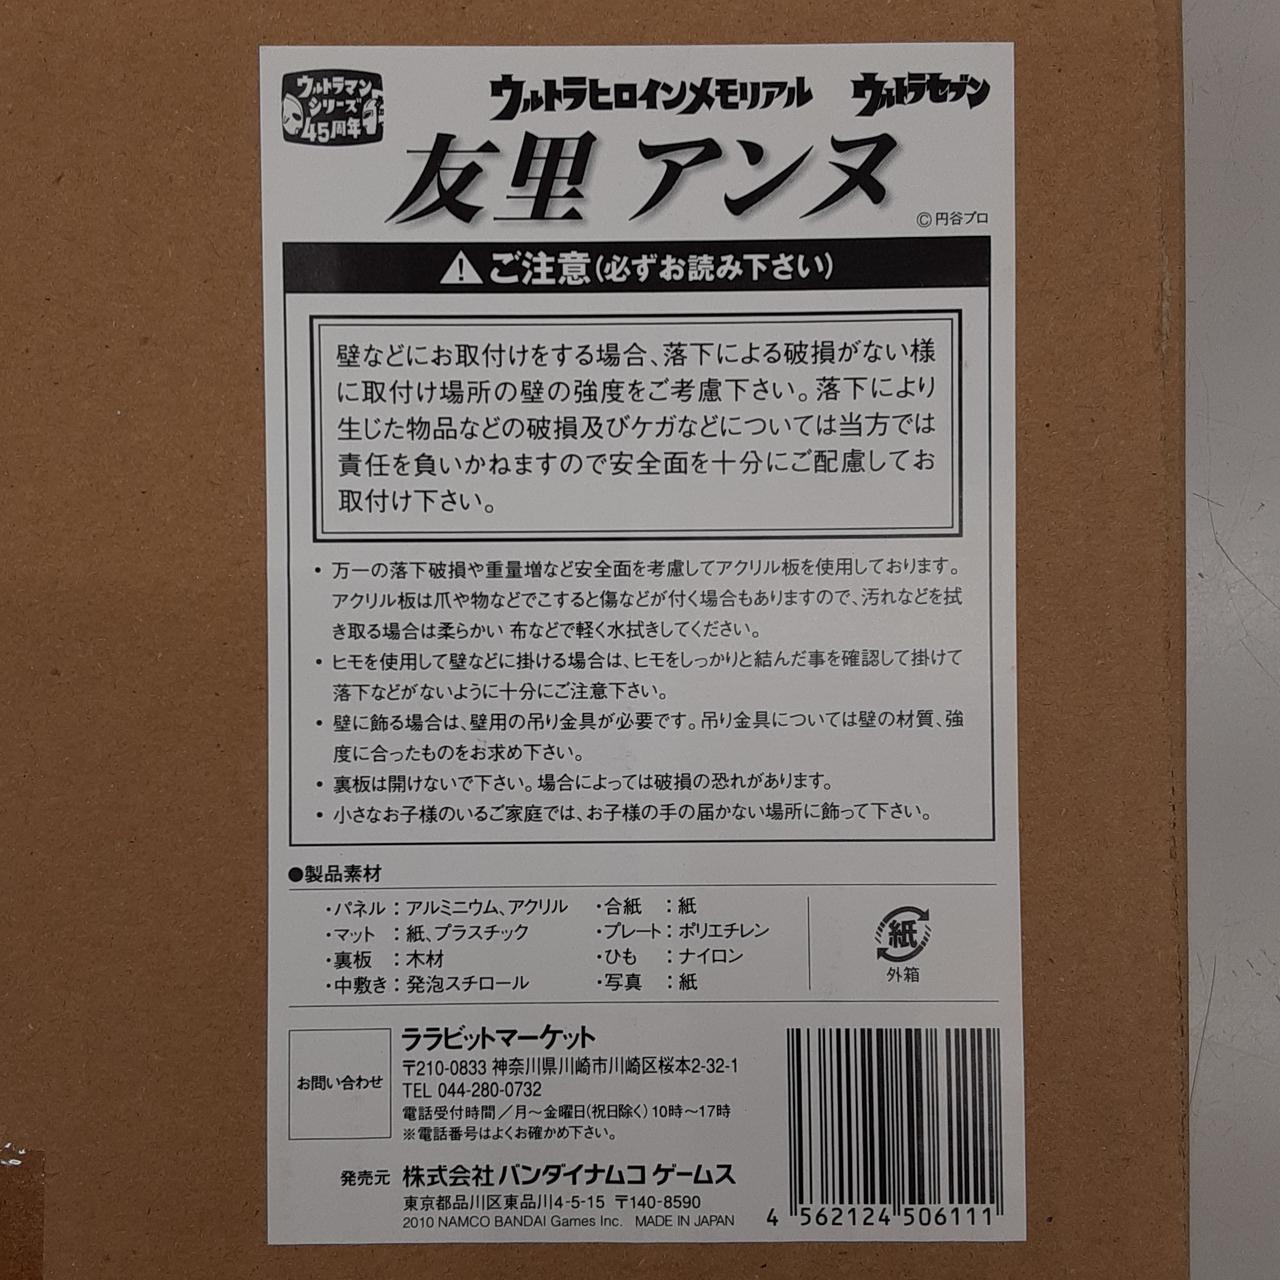 ウルトラマン
シリーズ
45周年
ウルトラヒロインメモリアル ウルトラセブン
友里 アンヌ
©円谷プロ
ご注意(必ずお読み下さい)
壁などにお取付けをする場合、落下による破損がない様
に取付け場所の壁の強度をご考慮下さい。落下により
生じた物品などの破損及びケガなどについては当方では
責任を負いかねますので安全面を十分にご配慮してお
取付け下さい。
・万一の落下破損や重量増など安全面を考慮してアクリル板を使用しております。
アクリル板は爪や物などでこすると傷などが付く場合もありますので、汚れなどを拭
き取る場合は柔らかい 布などで軽く水拭きしてください。
・ヒモを使用して壁などに掛ける場合は、ヒモをしっかりと結んだ事を確認して掛けて
落下などがないように十分にご注意下さい。
・壁に飾る場合は、壁用の吊り金具が必要です。吊り金具については壁の材質、強
度に合ったものをお求め下さい。
・裏板は開けないで下さい。場合によっては破損の恐れがあります。
・小さなお子様のいるご家庭では、お子様の手の届かない場所に飾って下さい。
●製品素材
・パネル：アルミニウム、アクリル ・合紙 ：紙
・マット ：紙、プラスチック ・プレート：ポリエチレン
・裏板 ：木材 ・ひも ：ナイロン
・中敷き：発泡スチロール ・写真 ：紙
紙
外箱
お問い合わせ
ララビットマーケット
〒210-0833 神奈川県川崎市川崎区桜本2-32-1
TEL 044-280-0732
電話受付時間／月〜金曜日(祝日除く)10時〜17時
※電話番号はよくお確かめ下さい。
発売元 株式会社 バンダイナムコ ゲームス
東京都品川区東品川4-5-15 〒140-8590
2010 NAMCO BANDAI Games Inc. MADE IN JAPAN
4 562124 506111